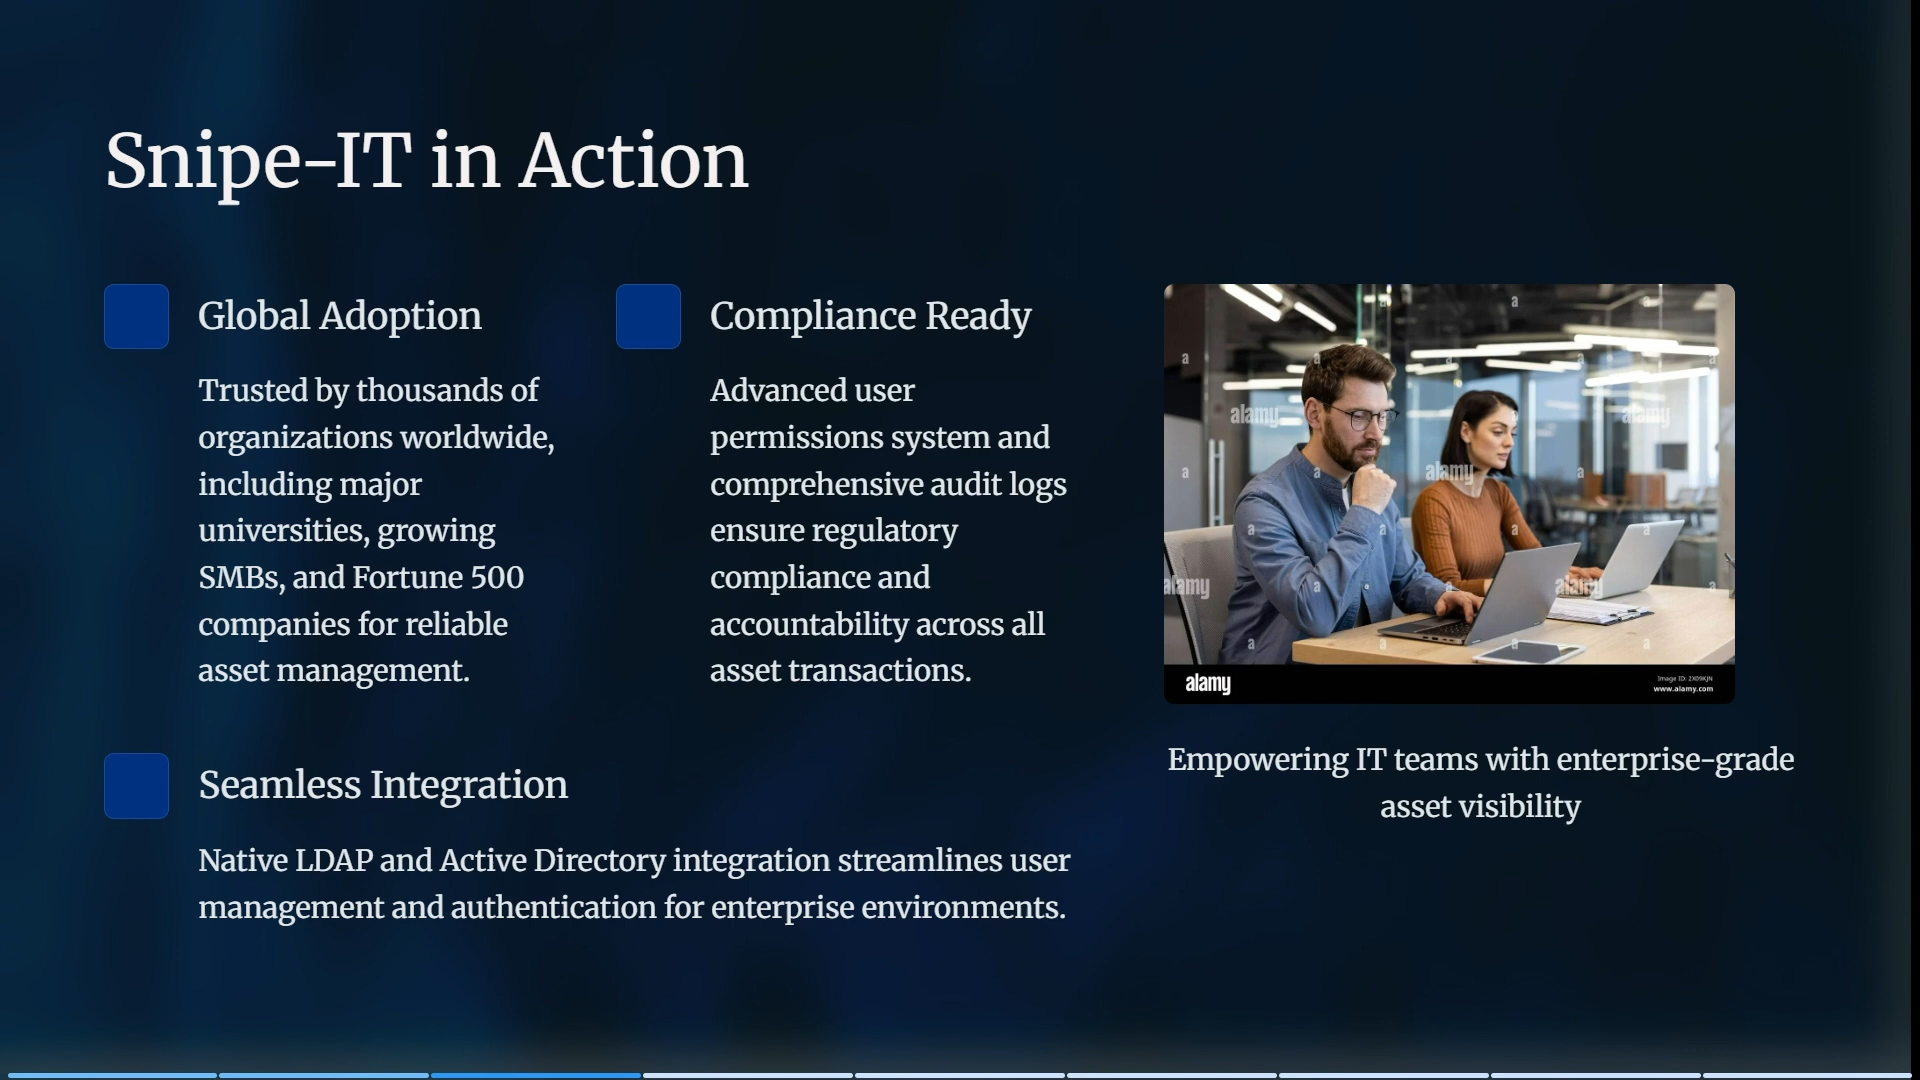 Snipe-IT in Action
Global Adoption
Trusted by thousands of
organizations worldwide,
including major
universities, growing
SMBs, and Fortune 500
companies for reliable
asset management.
Compliance Ready
Advanced user
permissions system and
comprehensive audit logs
ensure regulatory
compliance and
accountability across all
asset transactions.
Seamless Integration
Native LDAP and Active Directory integration streamlines user
management and authentication for enterprise environments.
a
a
a
a
a
a
alamy
alamy
a
a
alamy
a
a
a
a
a
alamy
a
a
alamy
a
a
a
a
a
alamy
Image ID: 2X09KJN
www.alamy.com
Empowering IT teams with enterprise-grade
asset visibility